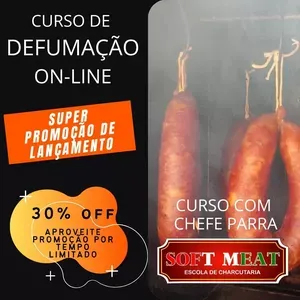 CURSO DE
DEFUMAÇÃO
ON-LINE
SUPER
PROMOÇÃO DE
LANÇAMENTO
30% OFF
APROVEITE
PROMOÇÃO POR
TEMPO
LIMITADO
CURSO COM
CHEFE PARRA
SOFT MEAT
ESCOLA DE CHARCUTARIA